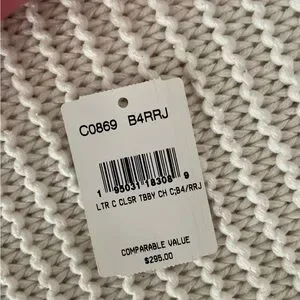 C0869 B4RRJ
1 95031 18308 9
LTR C CLSR TBBY CH C;B4/RRJ
COMPARABLE VALUE
$295.00